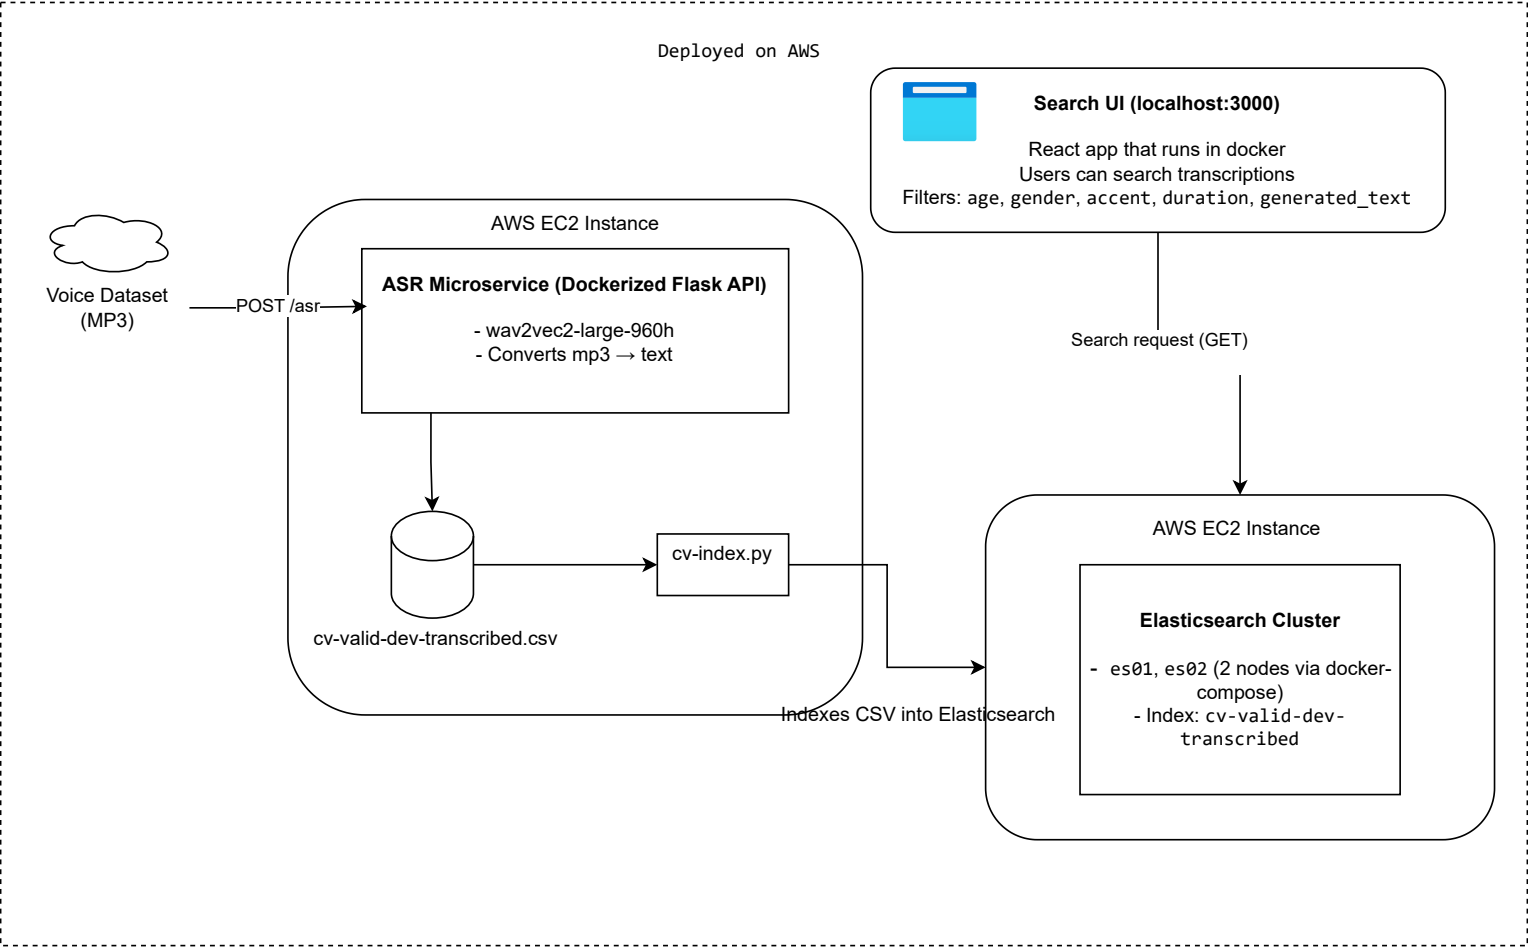 Deployed on AWS
Search UI (localhost:3000)
React app that runs in docker
Users can search transcriptions
Filters: age, gender, accent, duration, generated_text
AWS EC2 Instance
ASR Microservice (Dockerized Flask API)
- wav2vec2-large-960h
- Converts mp3 → text
Voice Dataset
(MP3)
POST /asr
Search request (GET)
cv-index.py
cv-valid-dev-transcribed.csv
Indexes CSV into Elasticsearch
AWS EC2 Instance
Elasticsearch Cluster
- es01, es02 (2 nodes via docker-
compose)
- Index: cv-valid-dev-
transcribed